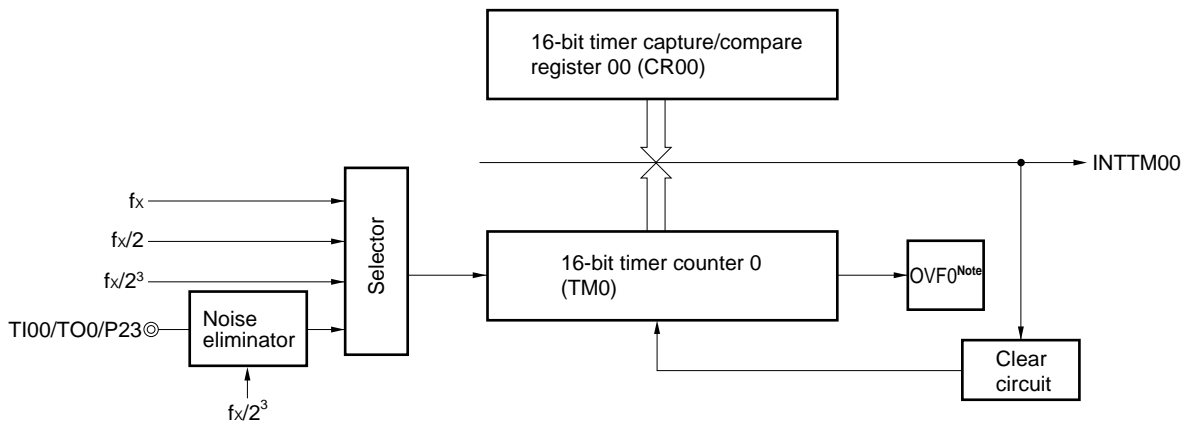 16-bit timer capture/compare
register 00 (CR00)
INTTM00
fX
fX/2
fX/2³
TI00/TO0/P23
Noise
eliminator
fX/2³
Selector
16-bit timer counter 0
(TM0)
OVF0Note
Clear
circuit